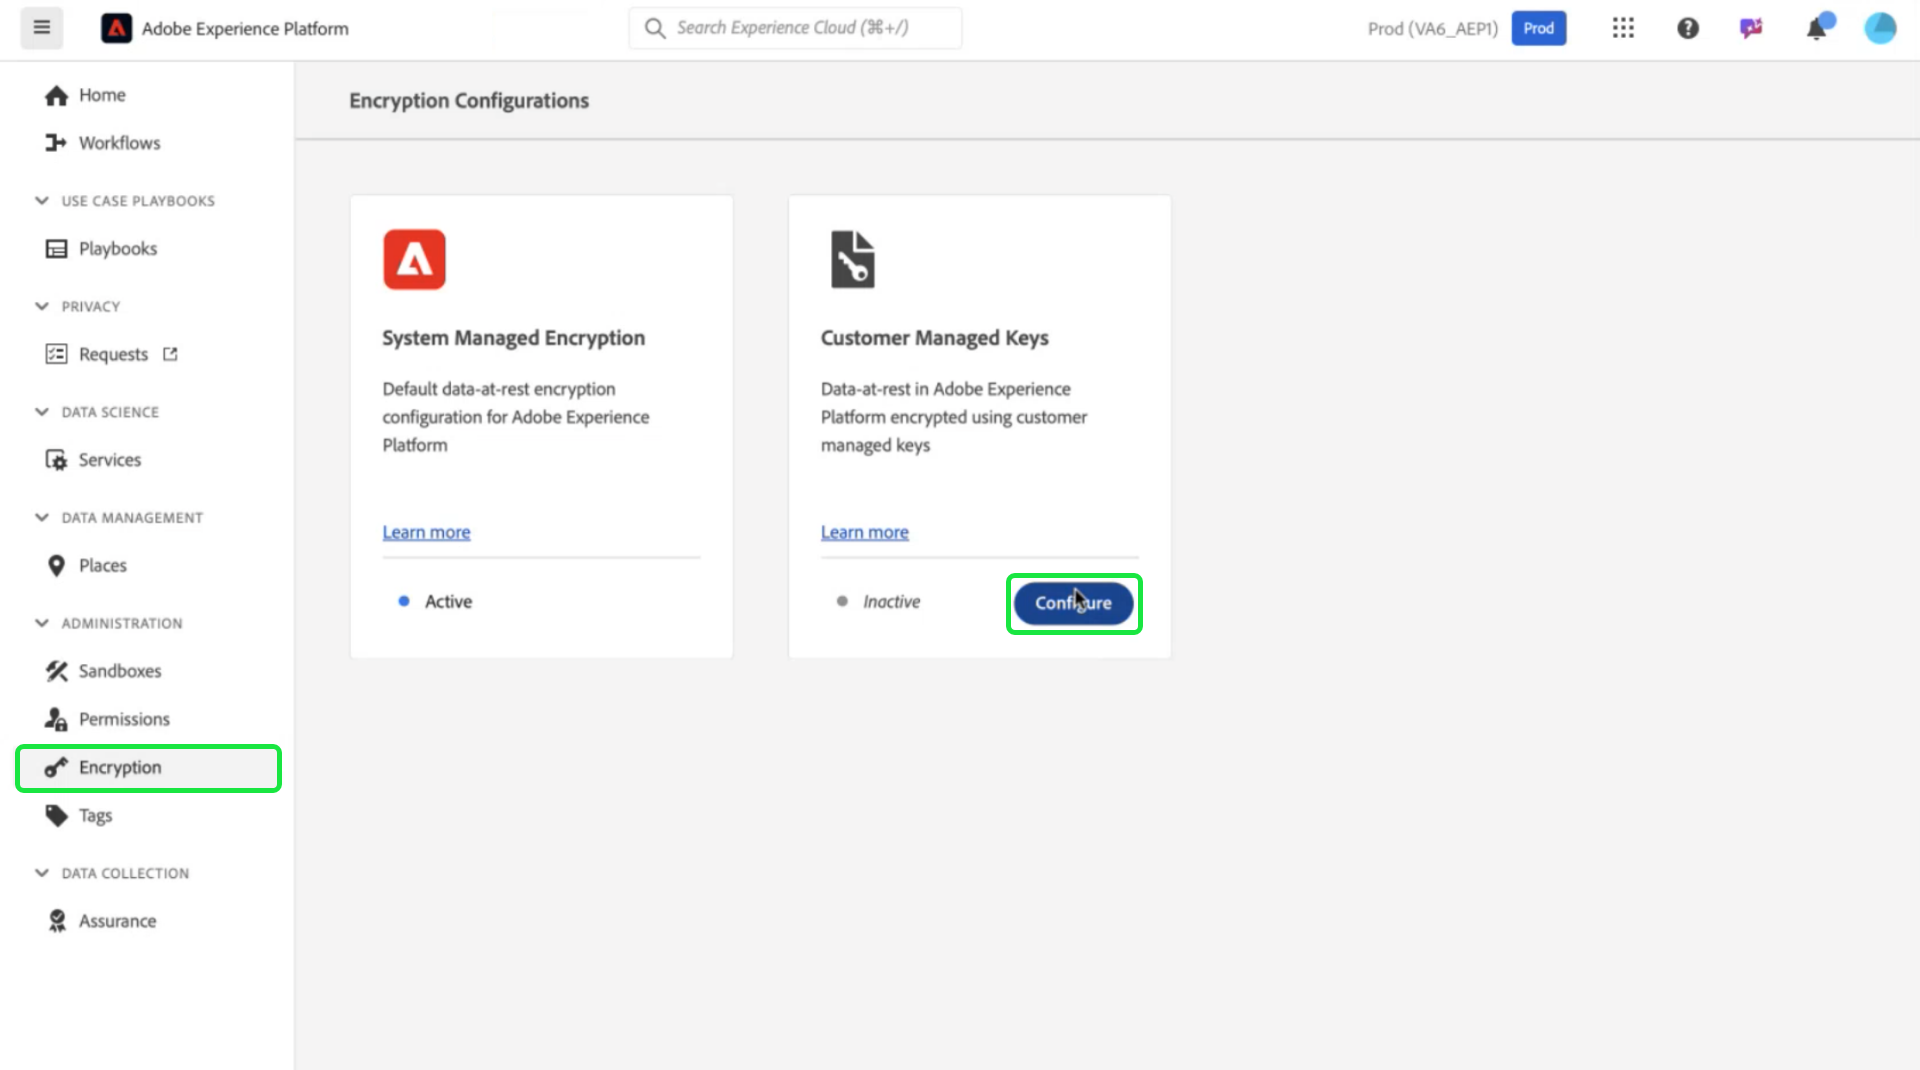 Adobe Experience Platform
Search Experience Cloud (⌘+/)
Prod (VA6_AEP1)
Prod
Home
Workflows
USE CASE PLAYBOOKS
Playbooks
PRIVACY
Requests
DATA SCIENCE
Services
DATA MANAGEMENT
Places
ADMINISTRATION
Sandboxes
Permissions
Encryption
Tags
DATA COLLECTION
Assurance
Encryption Configurations
System Managed Encryption
Default data-at-rest encryption
configuration for Adobe Experience
Platform
Learn more
Active
Customer Managed Keys
Data-at-rest in Adobe Experience
Platform encrypted using customer
managed keys
Learn more
Inactive
Configure